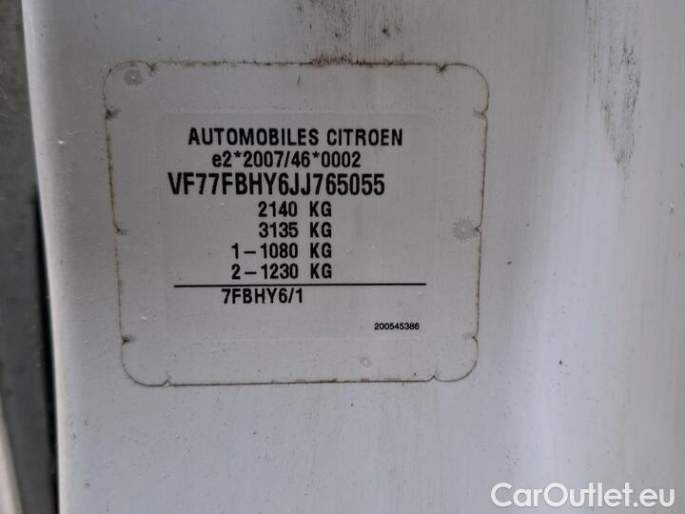 AUTOMOBILES CITROEN
e2*2007/46*0002
VF77FBHY6JJ765055
2140 KG
3135 KG
1-1080 KG
2-1230 KG
7FBHY6/1
200545386
CarOutlet.eu